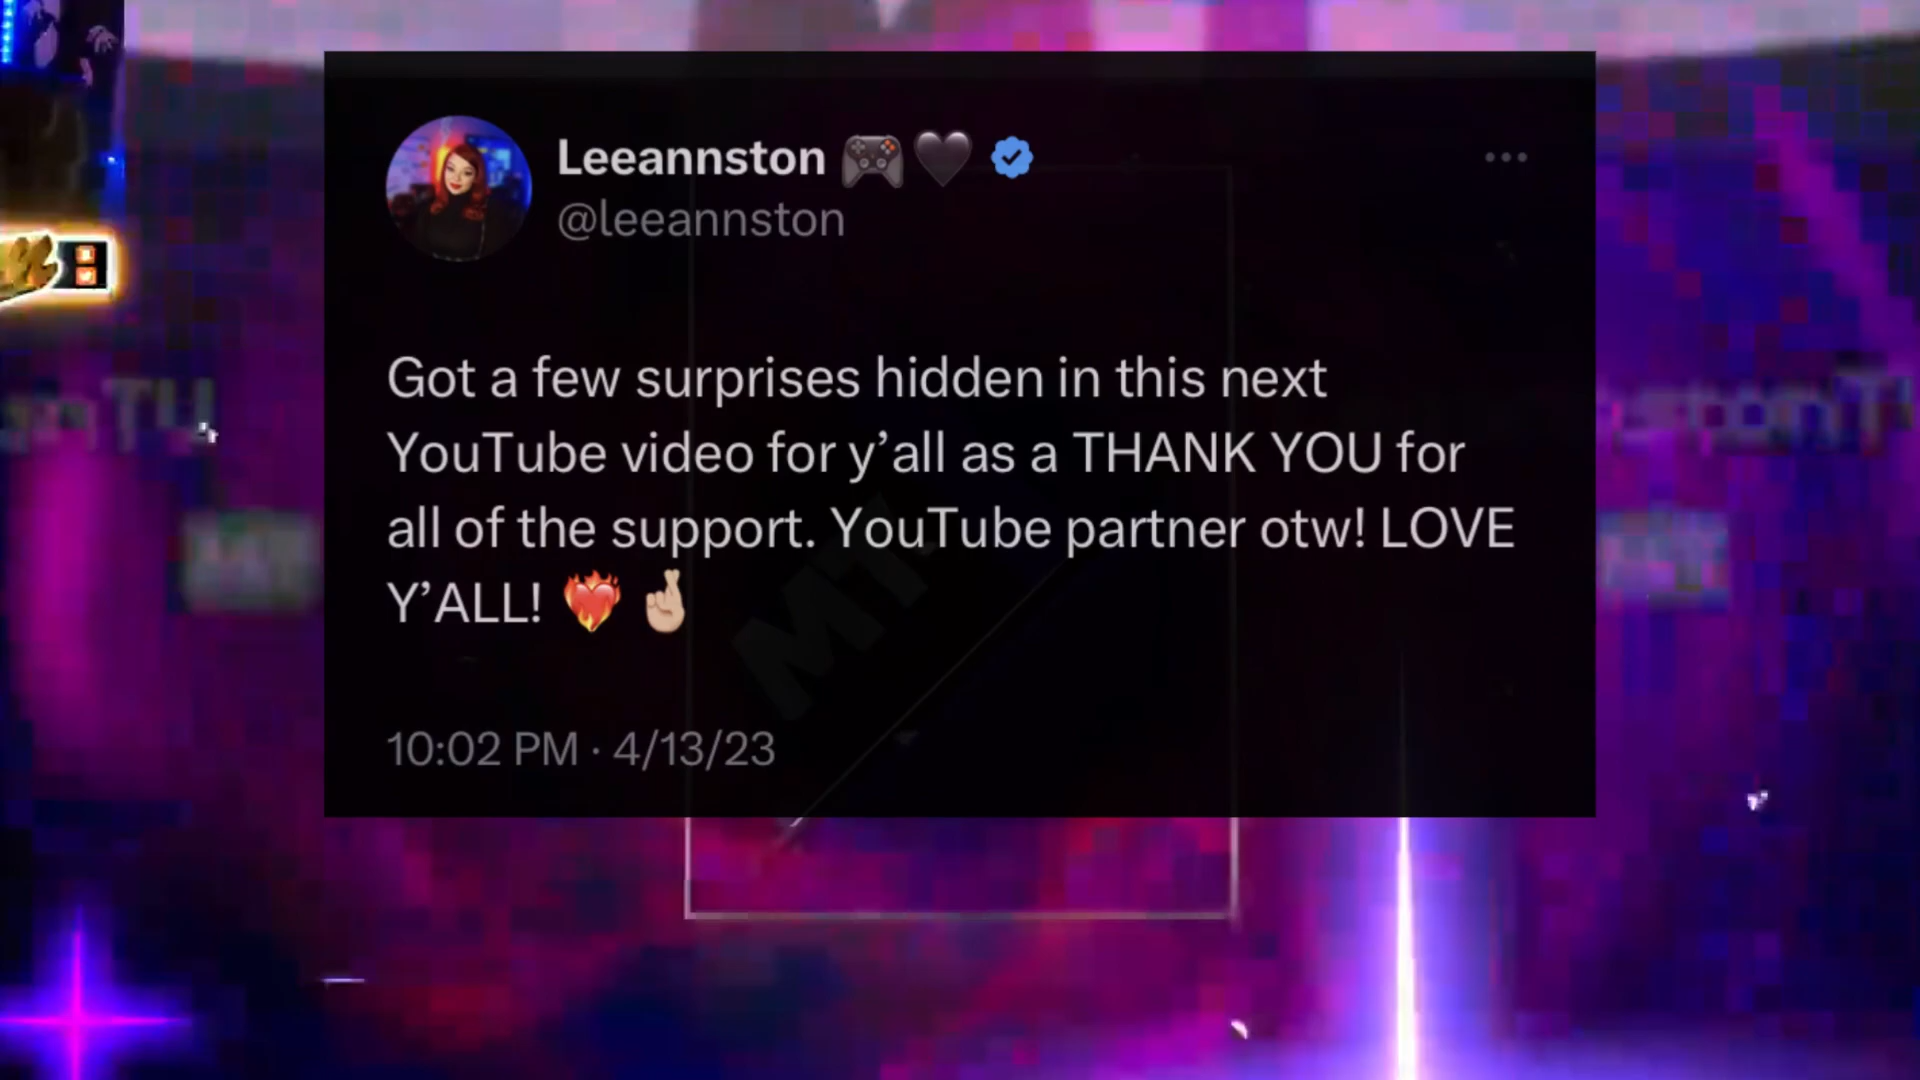 Leeannston 🎮🖤
@leeannston
Got a few surprises hidden in this next
YouTube video for y’all as a THANK YOU for
all of the support. YouTube partner otw! LOVE
Y’ALL! ❤️‍🔥🤞🏼
10:02 PM · 4/13/23
MT